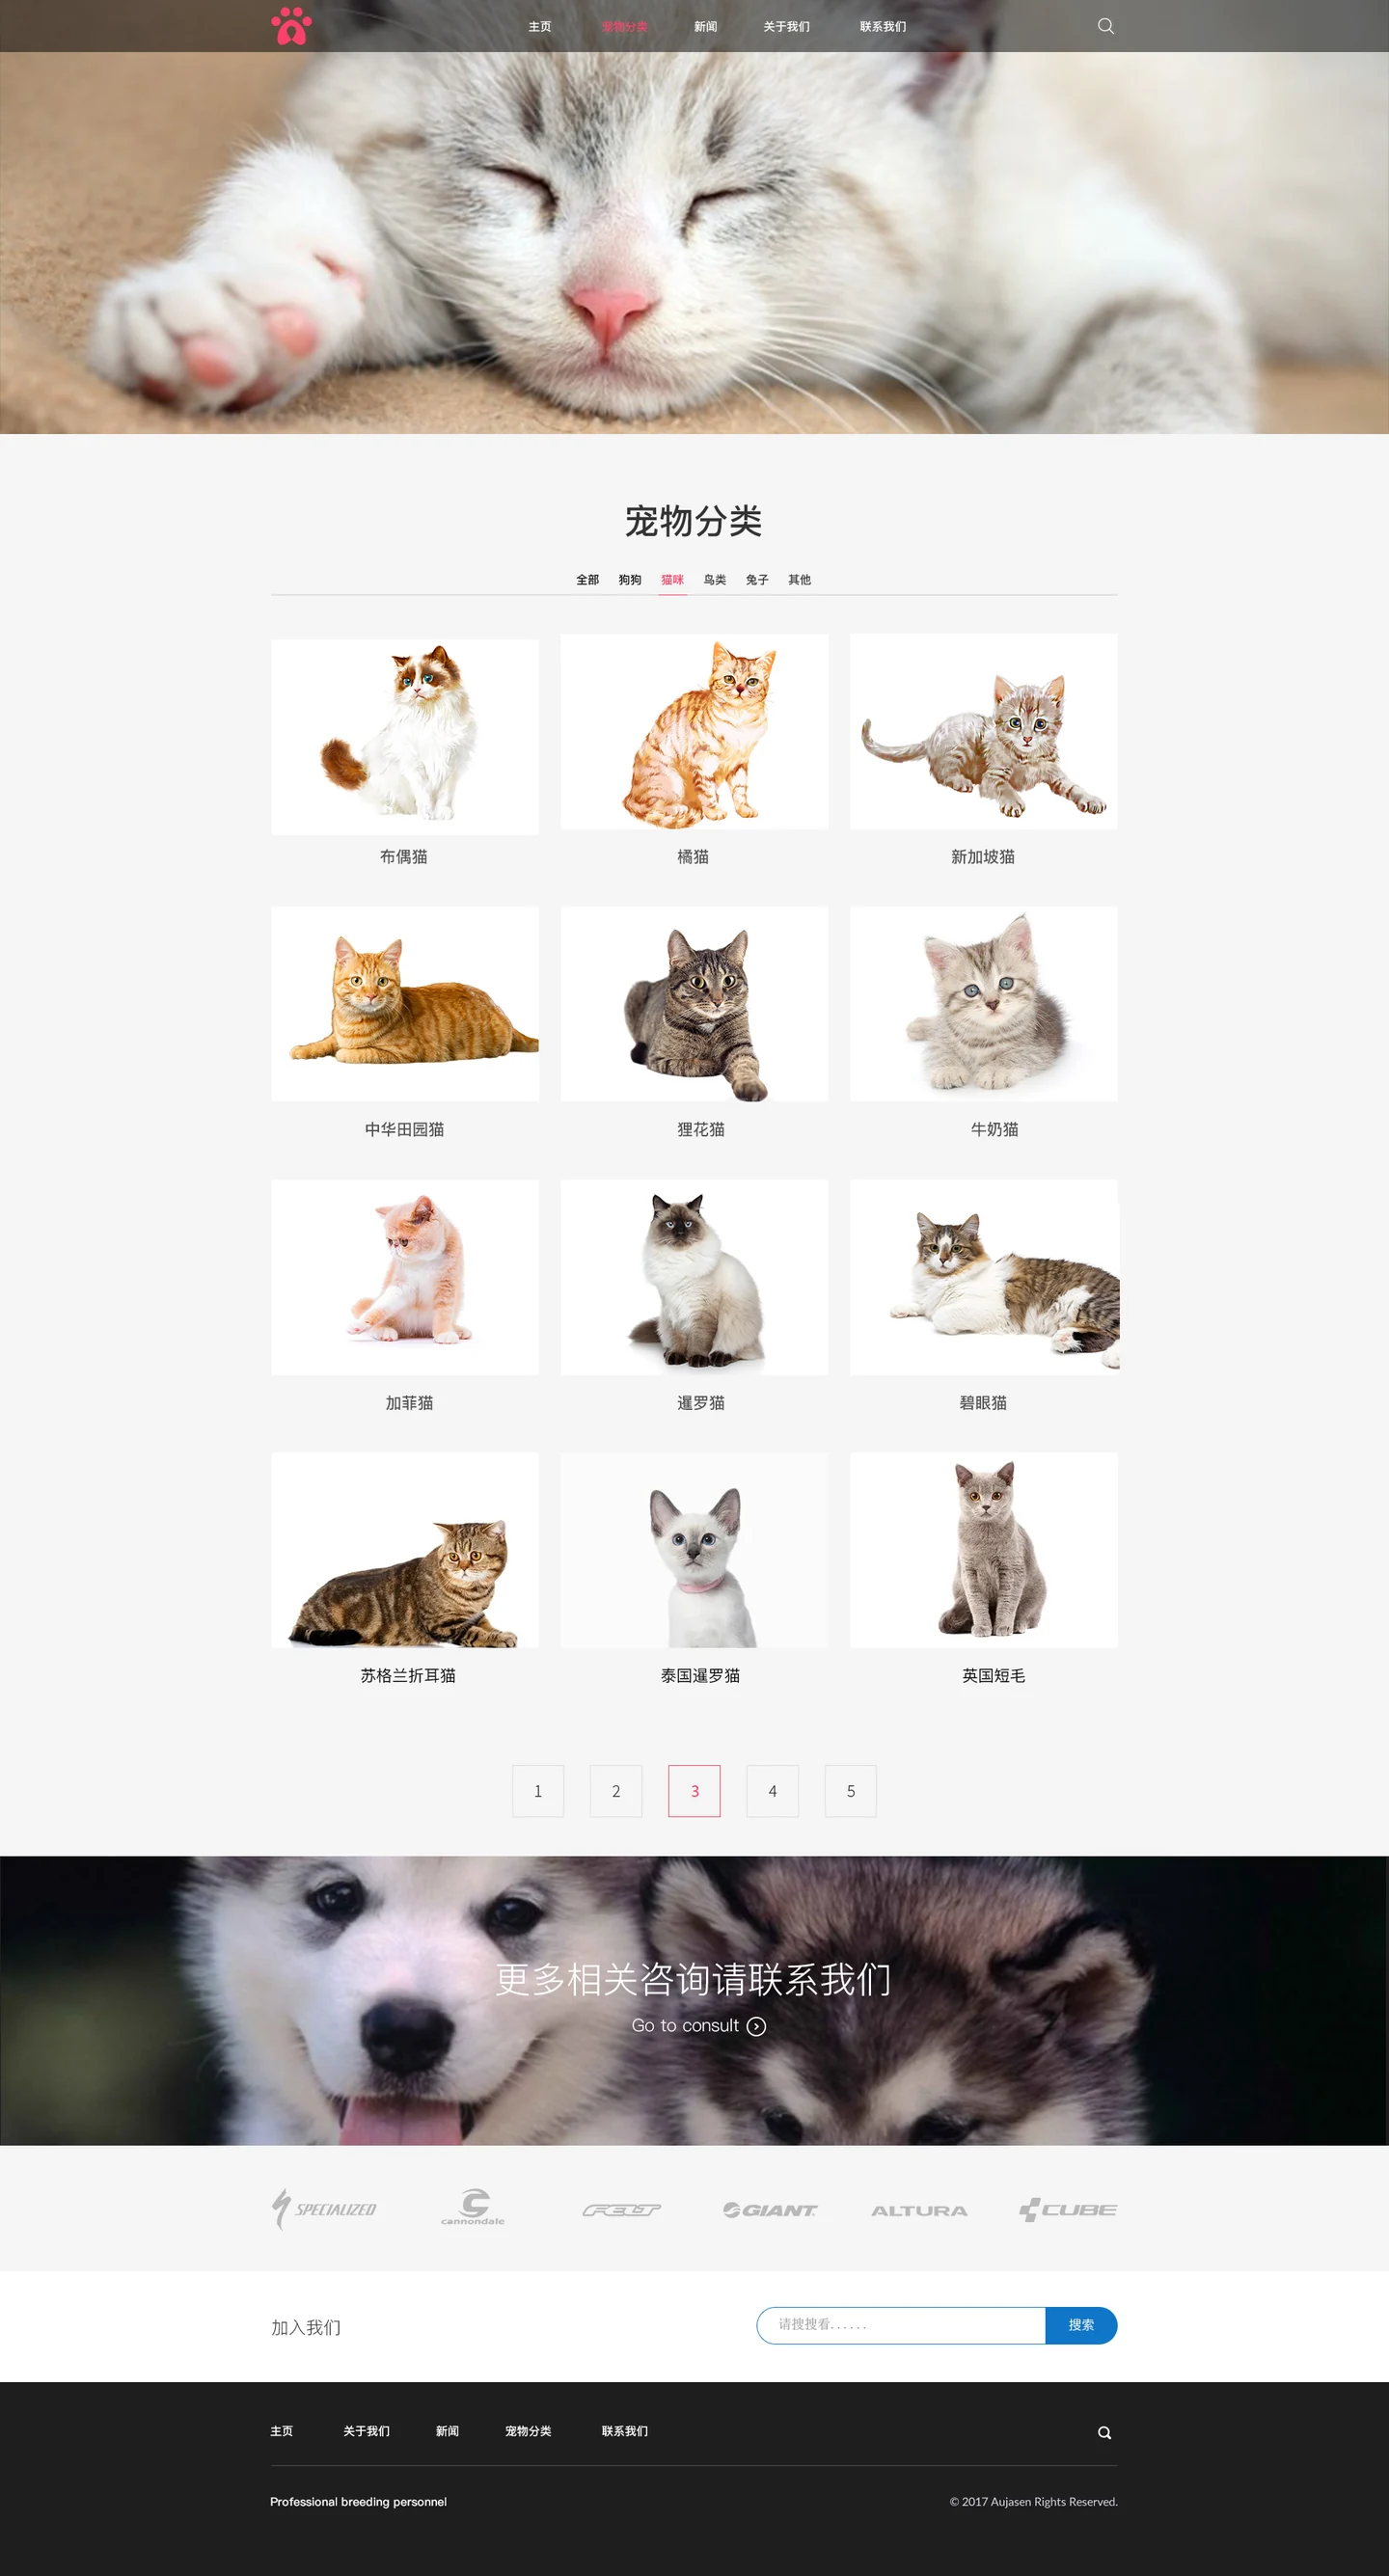 主页 宠物分类 新闻 关于我们 联系我们
宠物分类
全部 狗狗 猫咪 鸟类 兔子 其他
布偶猫 橘猫 新加坡猫
中华田园猫 狸花猫 牛奶猫
加菲猫 暹罗猫 碧眼猫
苏格兰折耳猫 泰国暹罗猫 英国短毛
1 2 3 4 5
更多相关咨询请联系我们
Go to consult
SPECIALIZED cannondale FELT GIANT ALTURA CUBE
加入我们 请搜搜看...... 搜索
主页 关于我们 新闻 宠物分类 联系我们
Professional breeding personnel © 2017 Aujasen Rights Reserved.